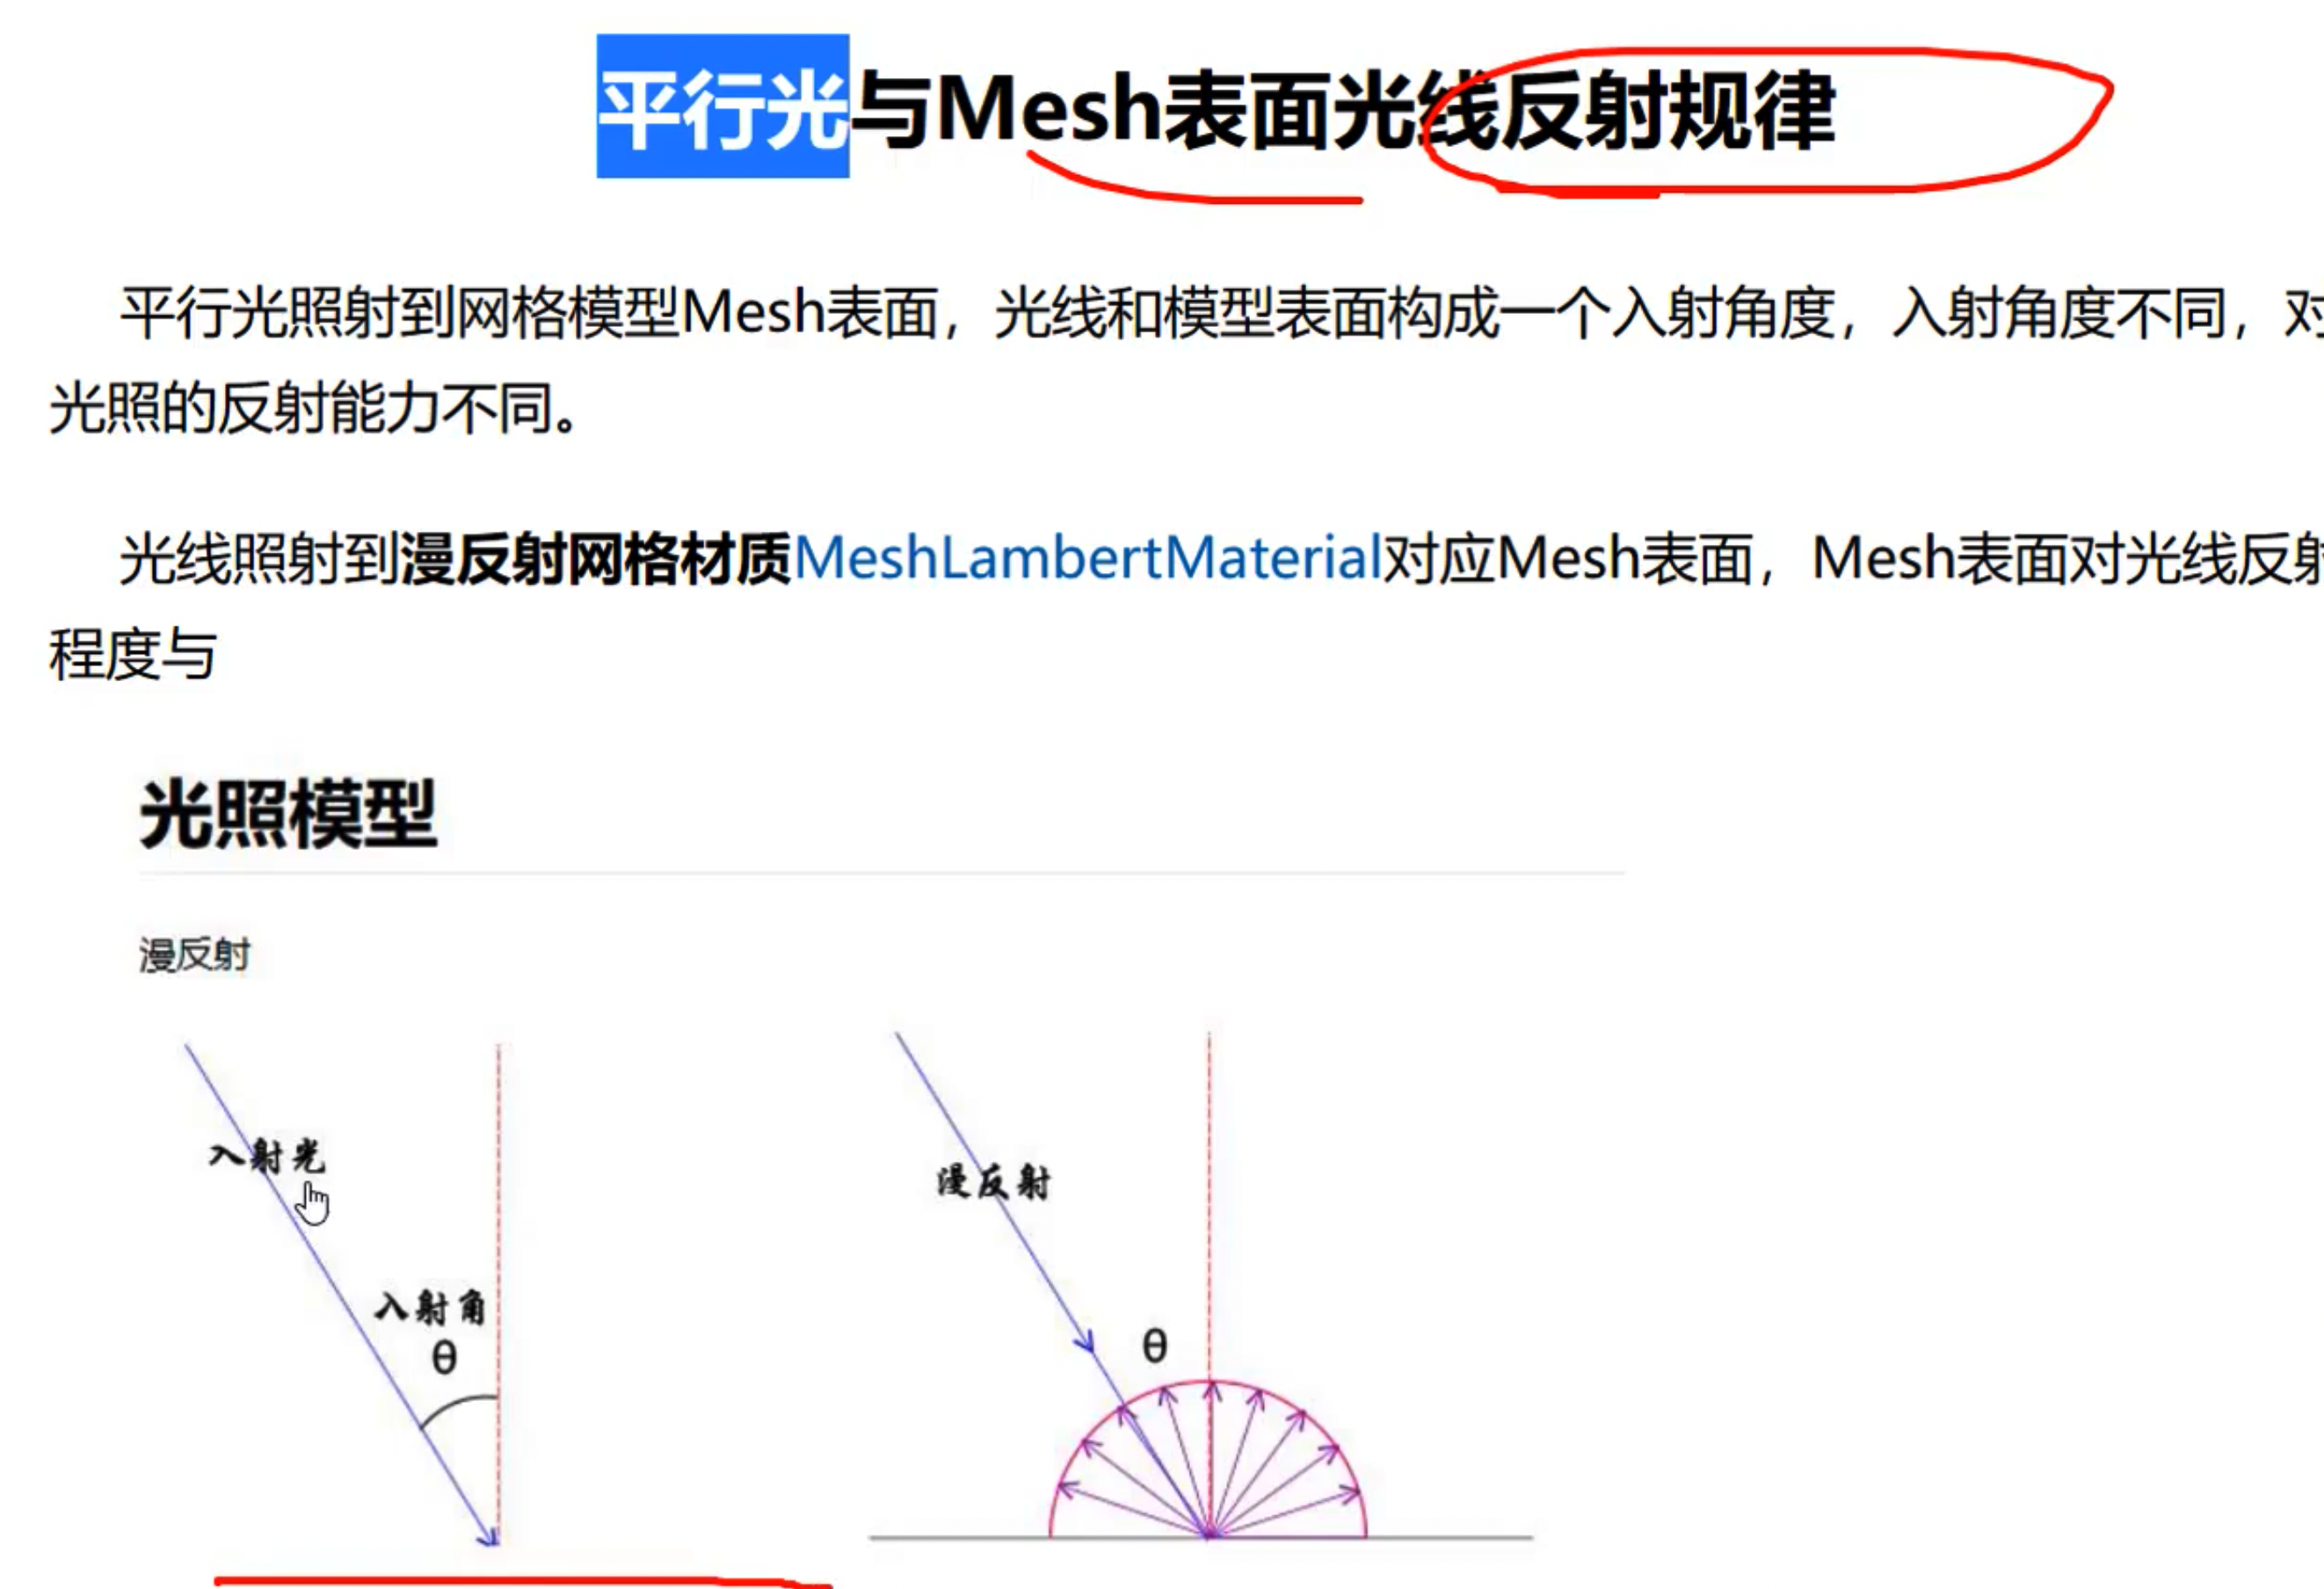 平行光与Mesh表面光线反射规律
平行光照射到网格模型Mesh表面，光线和模型表面构成一个入射角度，入射角度不同，对
光照的反射能力不同。
光线照射到漫反射网格材质MeshLambertMaterial对应Mesh表面，Mesh表面对光线反射
程度与
光照模型
漫反射
入射光
漫反射
入射角
θ
θ